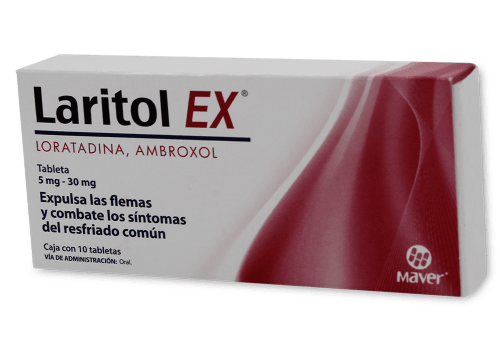 Laritol EX®
LORATADINA, AMBROXOL
Tableta
5 mg - 30 mg
Expulsa las flemas
y combate los síntomas
del resfriado común
Caja con 10 tabletas
VÍA DE ADMINISTRACIÓN: Oral.
Maver®